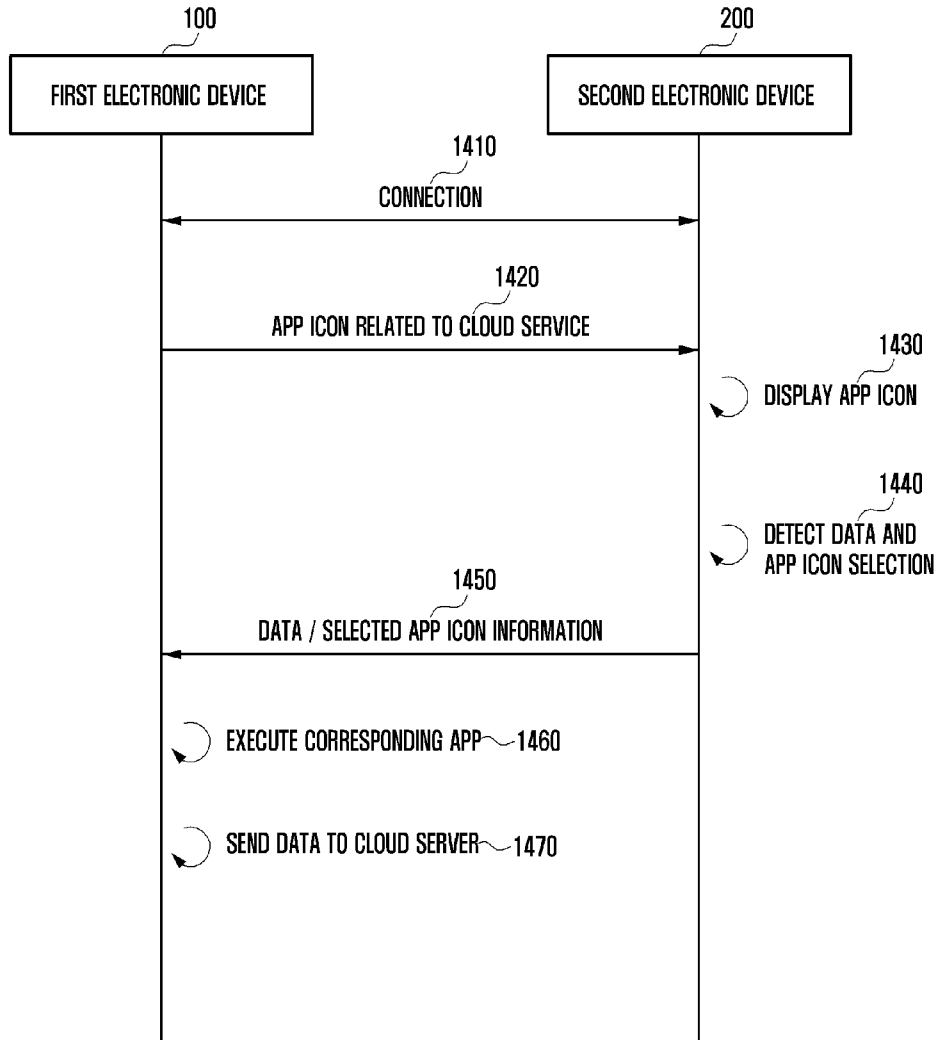 100
200
FIRST ELECTRONIC DEVICE
SECOND ELECTRONIC DEVICE
1410
CONNECTION
1420
APP ICON RELATED TO CLOUD SERVICE
1430
DISPLAY APP ICON
1440
DETECT DATA AND
APP ICON SELECTION
1450
DATA / SELECTED APP ICON INFORMATION
EXECUTE CORRESPONDING APP 1460
SEND DATA TO CLOUD SERVER 1470